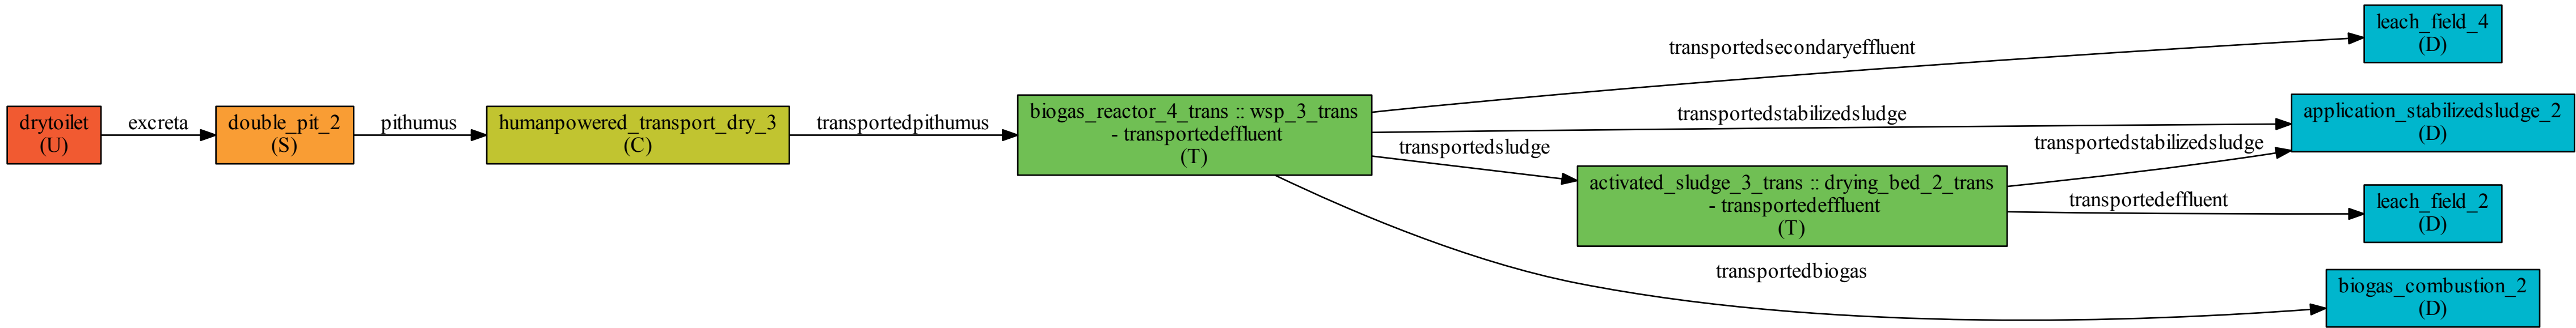 drytoilet
(U)
excreta
double_pit_2
(S)
pithumus
humanpowered_transport_dry_3
(C)
transportedpithumus
biogas_reactor_4_trans :: wsp_3_trans
- transportedeffluent
(T)
transportedsecondaryeffluent
transportedstabilizedsludge
transportedsludge
transportedbiogas
activated_sludge_3_trans :: drying_bed_2_trans
- transportedeffluent
(T)
transportedstabilizedsludge
transportedeffluent
leach_field_4
(D)
application_stabilizedsludge_2
(D)
leach_field_2
(D)
biogas_combustion_2
(D)